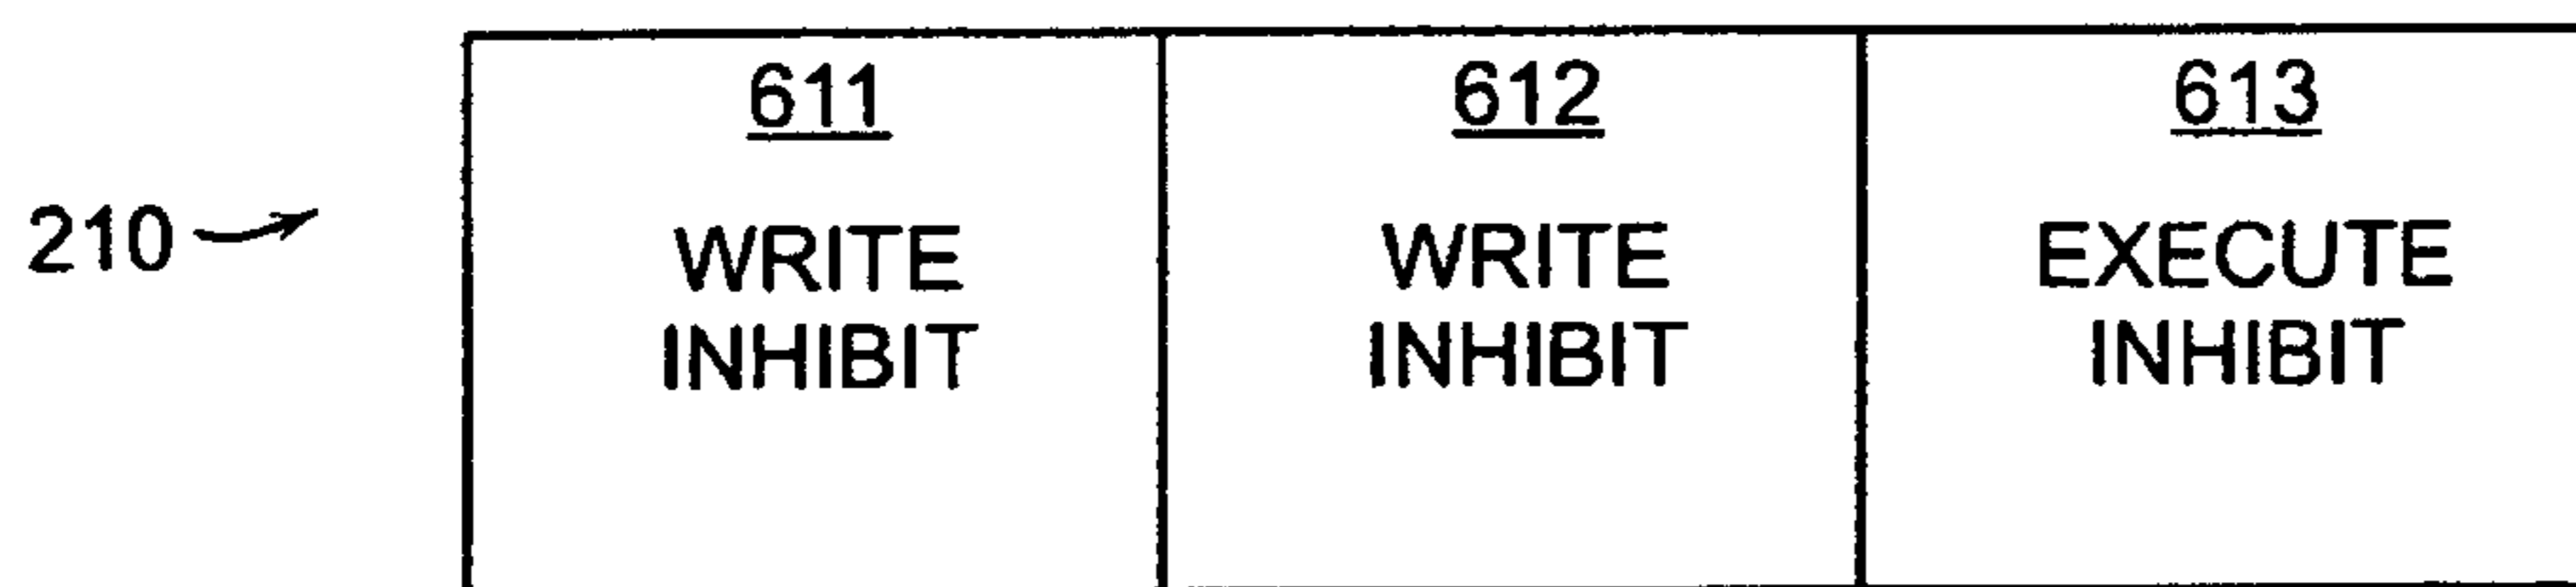 611
WRITE
INHIBIT
612
WRITE
INHIBIT
613
EXECUTE
INHIBIT
210